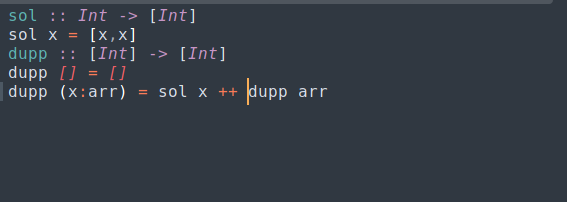 sol :: Int -> [Int]
sol x = [x,x]
dupp :: [Int] -> [Int]
dupp [] = []
dupp (x:arr) = sol x ++ dupp arr